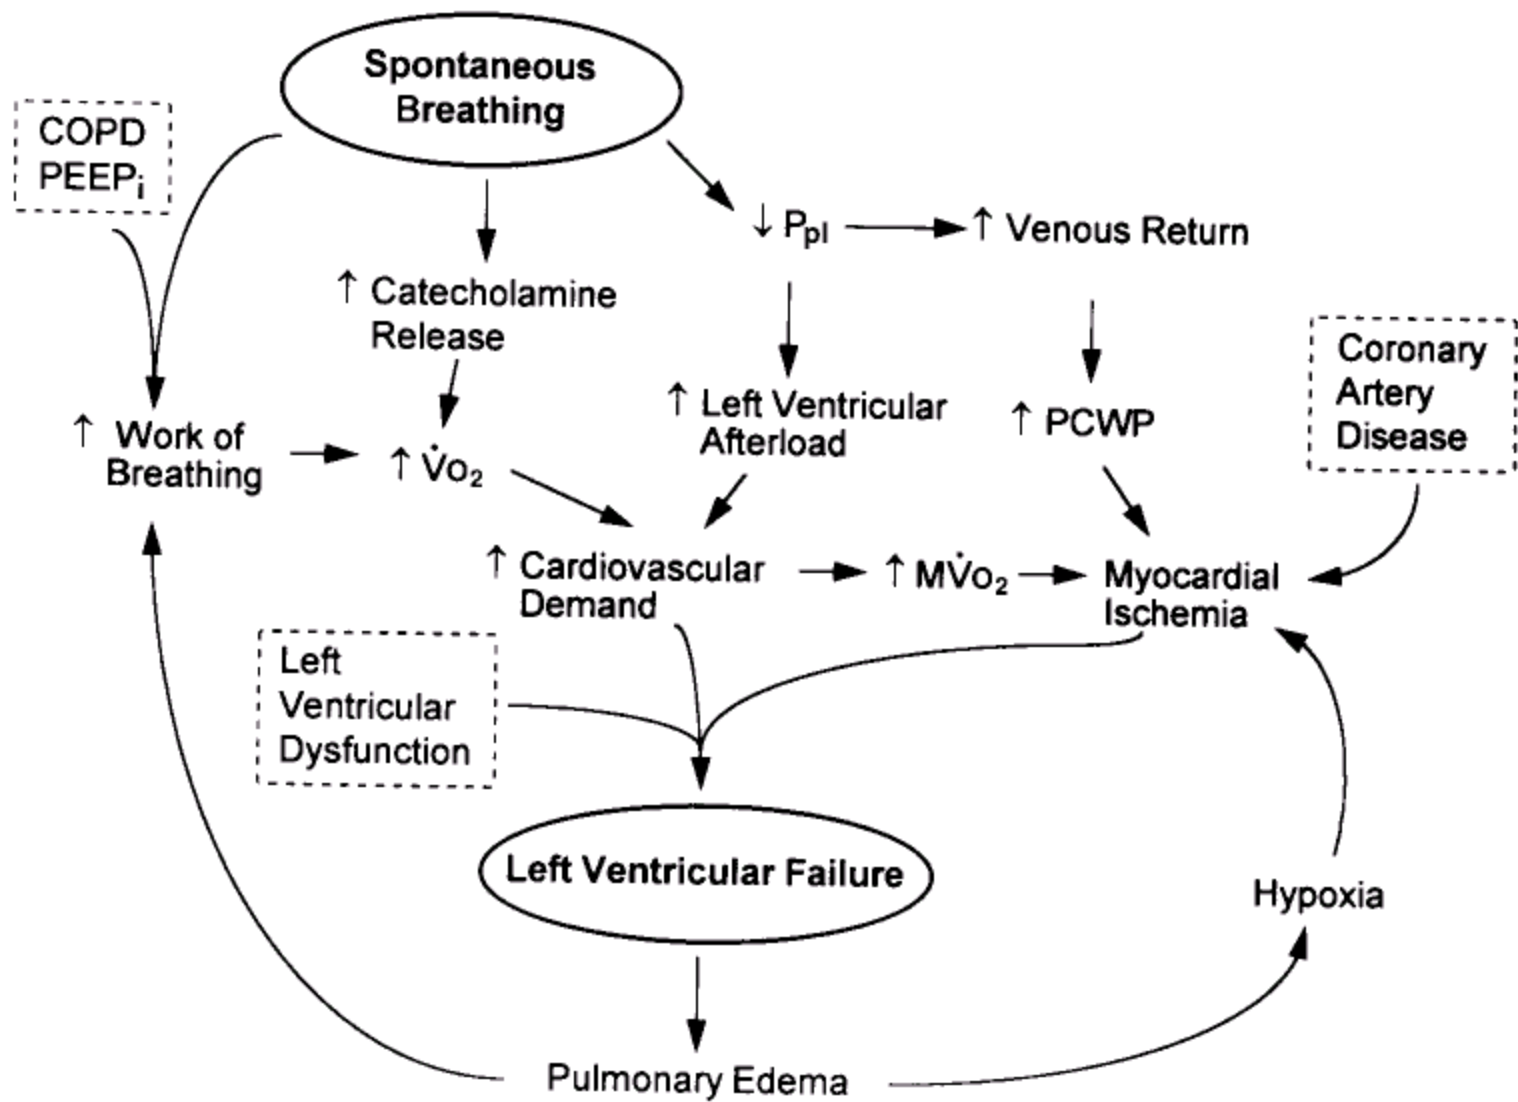 Spontaneous
Breathing
COPD
PEEPi
↓ Ppl
↑ Venous Return
↑ Catecholamine
Release
Coronary
Artery
Disease
↑ Left Ventricular
Afterload
↑ PCWP
↑ Work of
Breathing
↑ V̇O₂
↑ Cardiovascular
Demand
↑ MV̇O₂
Myocardial
Ischemia
Left
Ventricular
Dysfunction
Left Ventricular Failure
Hypoxia
Pulmonary Edema